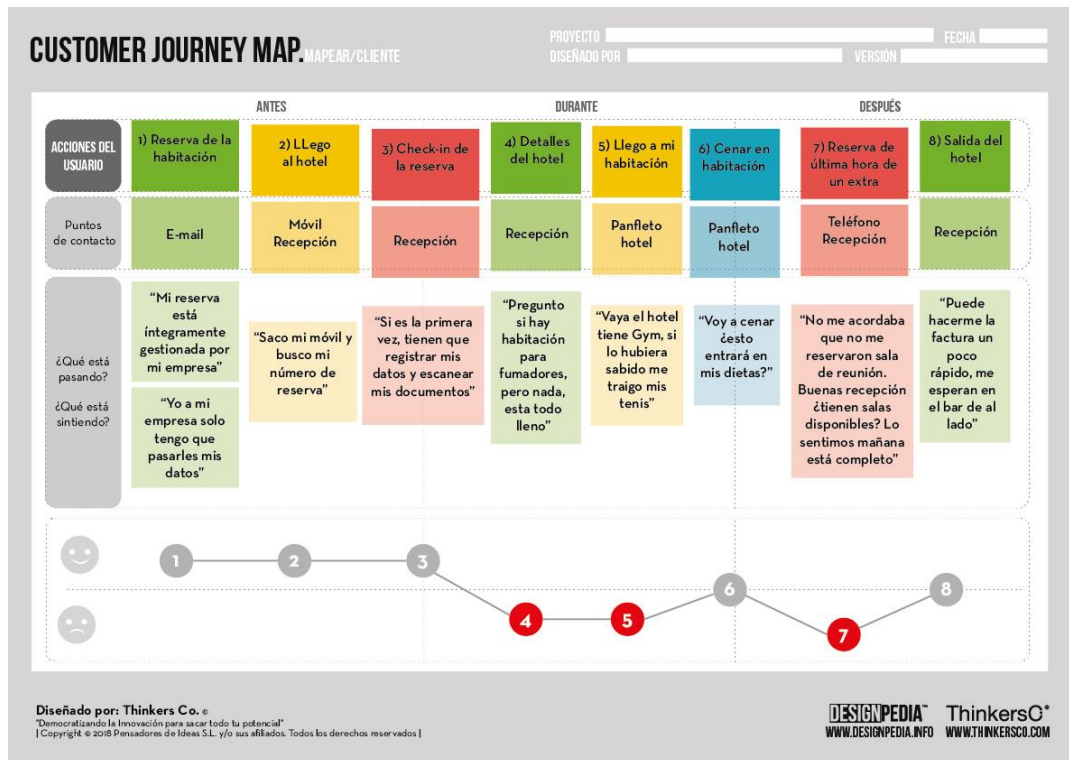 CUSTOMER JOURNEY MAP.MAPEAR/CLIENTE
PROYECTO
FECHA
DISEÑADO POR
VERSIÓN
ANTES
DURANTE
DESPUÉS
ACCIONES DEL
USUARIO
1) Reserva de la
habitación
2) LLego
al hotel
3) Check-in de
la reserva
4) Detalles
del hotel
5) Llego a mi
habitación
6) Cenar en
habitación
7) Reserva de
última hora de
un extra
8) Salida del
hotel
Puntos
de contacto
E-mail
Móvil
Recepción
Recepción
Recepción
Panfleto
hotel
Panfleto
hotel
Teléfono
Recepción
Recepción
¿Qué está
pasando?
¿Qué está
sintiendo?
“Mi reserva
está
íntegramente
gestionada por
mi empresa”
“Yo a mi
empresa solo
tengo que
pasarles mis
datos”
“Saco mi móvil y
busco mi
número de
reserva”
“Si es la primera
vez, tienen que
registrar mis
datos y escanear
mis documentos”
“Pregunto
si hay
habitación
para
fumadores,
pero nada,
esta todo
lleno”
“Vaya el hotel
tiene Gym, si
lo hubiera
sabido me
traigo mis
tenis”
“Voy a cenar
¿esto
entrará en
mis dietas?”
“No me acordaba
que no me
reservaron sala
de reunión.
Buenas recepción
¿tienen salas
disponibles? Lo
sentimos mañana
está completo”
“Puede
hacerme la
factura un
poco
rápido, me
esperan en
el bar de al
lado”
1
2
3
4
5
6
7
8
Diseñado por: Thinkers Co. ©
"Democratizando la Innovación para sacar todo tu potencial"
| Copyright © 2018 Pensadores de Ideas S.L. y/o sus afiliados. Todos los derechos reservados |
DESIGNPEDIA™
WWW.DESIGNPEDIA.INFO
ThinkersCo®
WWW.THINKERSCO.COM